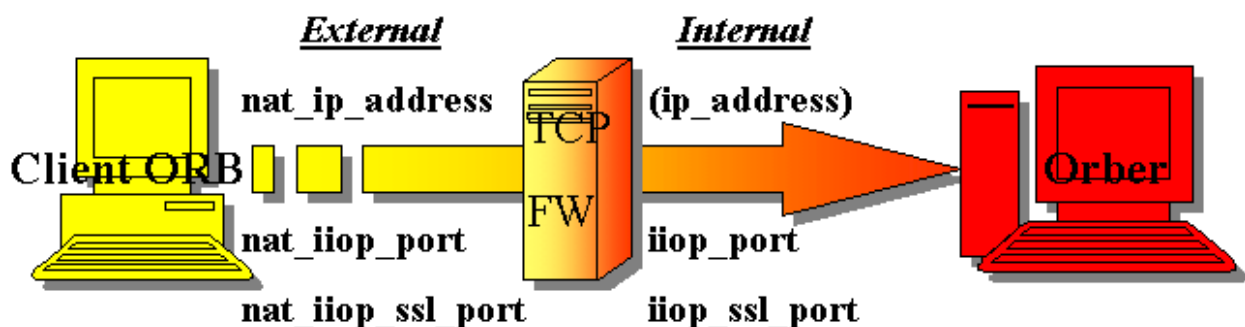 External Internal
nat_ip_address (ip_address)
TCP
Client ORB Orber
FW
nat_iiop_port iiop_port
nat_iiop_ssl_port iiop_ssl_port